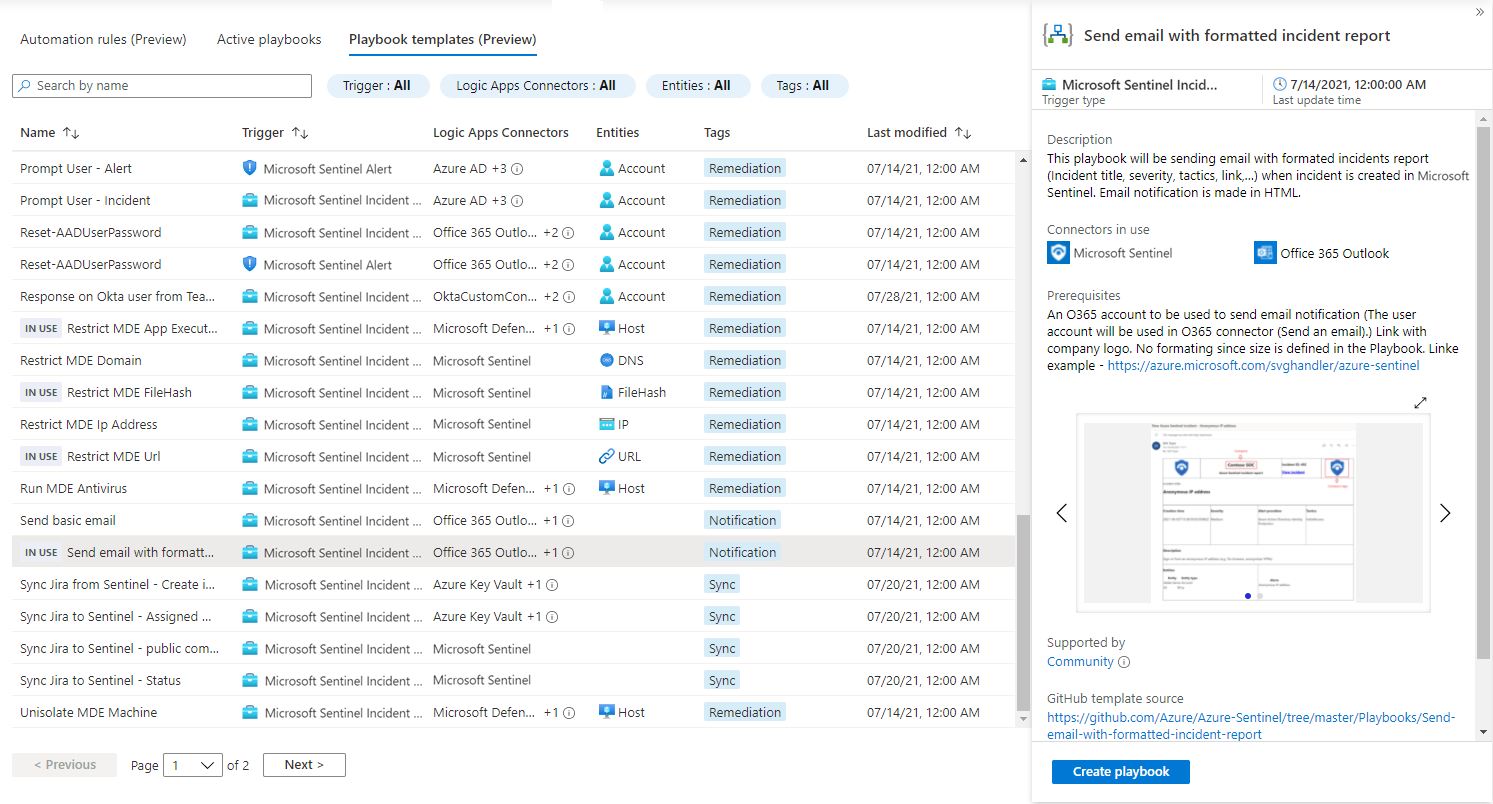 Automation rules (Preview) Active playbooks Playbook templates (Preview)
Search by name Trigger : All Logic Apps Connectors : All Entities : All Tags : All
Name Trigger Logic Apps Connectors Entities Tags Last modified
Prompt User - Alert Microsoft Sentinel Alert Azure AD +3 Account Remediation 07/14/21, 12:00 AM
Prompt User - Incident Microsoft Sentinel Incident ... Azure AD +3 Account Remediation 07/14/21, 12:00 AM
Reset-AADUserPassword Microsoft Sentinel Incident ... Office 365 Outlo... +2 Account Remediation 07/14/21, 12:00 AM
Reset-AADUserPassword Microsoft Sentinel Alert Office 365 Outlo... +2 Account Remediation 07/14/21, 12:00 AM
Response on Okta user from Tea... Microsoft Sentinel Incident ... OktaCustomCon... +2 Account Remediation 07/28/21, 12:00 AM
IN USE Restrict MDE App Execut... Microsoft Sentinel Incident ... Microsoft Defen... +1 Host Remediation 07/14/21, 12:00 AM
Restrict MDE Domain Microsoft Sentinel Incident ... Microsoft Sentinel DNS Remediation 07/14/21, 12:00 AM
IN USE Restrict MDE FileHash Microsoft Sentinel Incident ... Microsoft Sentinel FileHash Remediation 07/14/21, 12:00 AM
Restrict MDE Ip Address Microsoft Sentinel Incident ... Microsoft Sentinel IP Remediation 07/14/21, 12:00 AM
IN USE Restrict MDE Url Microsoft Sentinel Incident ... Microsoft Sentinel URL Remediation 07/14/21, 12:00 AM
Run MDE Antivirus Microsoft Sentinel Incident ... Microsoft Defen... +1 Host Remediation 07/14/21, 12:00 AM
Send basic email Microsoft Sentinel Incident ... Office 365 Outlo... +1 Notification 07/14/21, 12:00 AM
IN USE Send email with formatt... Microsoft Sentinel Incident ... Office 365 Outlo... +1 Notification 07/14/21, 12:00 AM
Sync Jira from Sentinel - Create i... Microsoft Sentinel Incident ... Azure Key Vault +1 Sync 07/20/21, 12:00 AM
Sync Jira to Sentinel - Assigned ... Microsoft Sentinel Incident ... Azure Key Vault +1 Sync 07/20/21, 12:00 AM
Sync Jira to Sentinel - public com... Microsoft Sentinel Incident ... Microsoft Sentinel Sync 07/20/21, 12:00 AM
Sync Jira to Sentinel - Status Microsoft Sentinel Incident ... Microsoft Sentinel Sync 07/20/21, 12:00 AM
Unisolate MDE Machine Microsoft Sentinel Incident ... Microsoft Defen... +1 Host Remediation 07/14/21, 12:00 AM
< Previous Page 1 of 2 Next >
Send email with formatted incident report
Microsoft Sentinel Incid... 7/14/2021, 12:00:00 AM
Trigger type Last update time
Description
This playbook will be sending email with formated incidents report
(Incident title, severity, tactics, link,...) when incident is created in Microsoft
Sentinel. Email notification is made in HTML.
Connectors in use
Microsoft Sentinel Office 365 Outlook
Prerequisites
An O365 account to be used to send email notification (The user
account will be used in O365 connector (Send an email).) Link with
company logo. No formating since size is defined in the Playbook. Linke
example - https://azure.microsoft.com/svghandler/azure-sentinel
Contoso SOC
Anonymous IP address
Description
Supported by
Community
GitHub template source
https://github.com/Azure/Azure-Sentinel/tree/master/Playbooks/Send-
email-with-formatted-incident-report
Create playbook